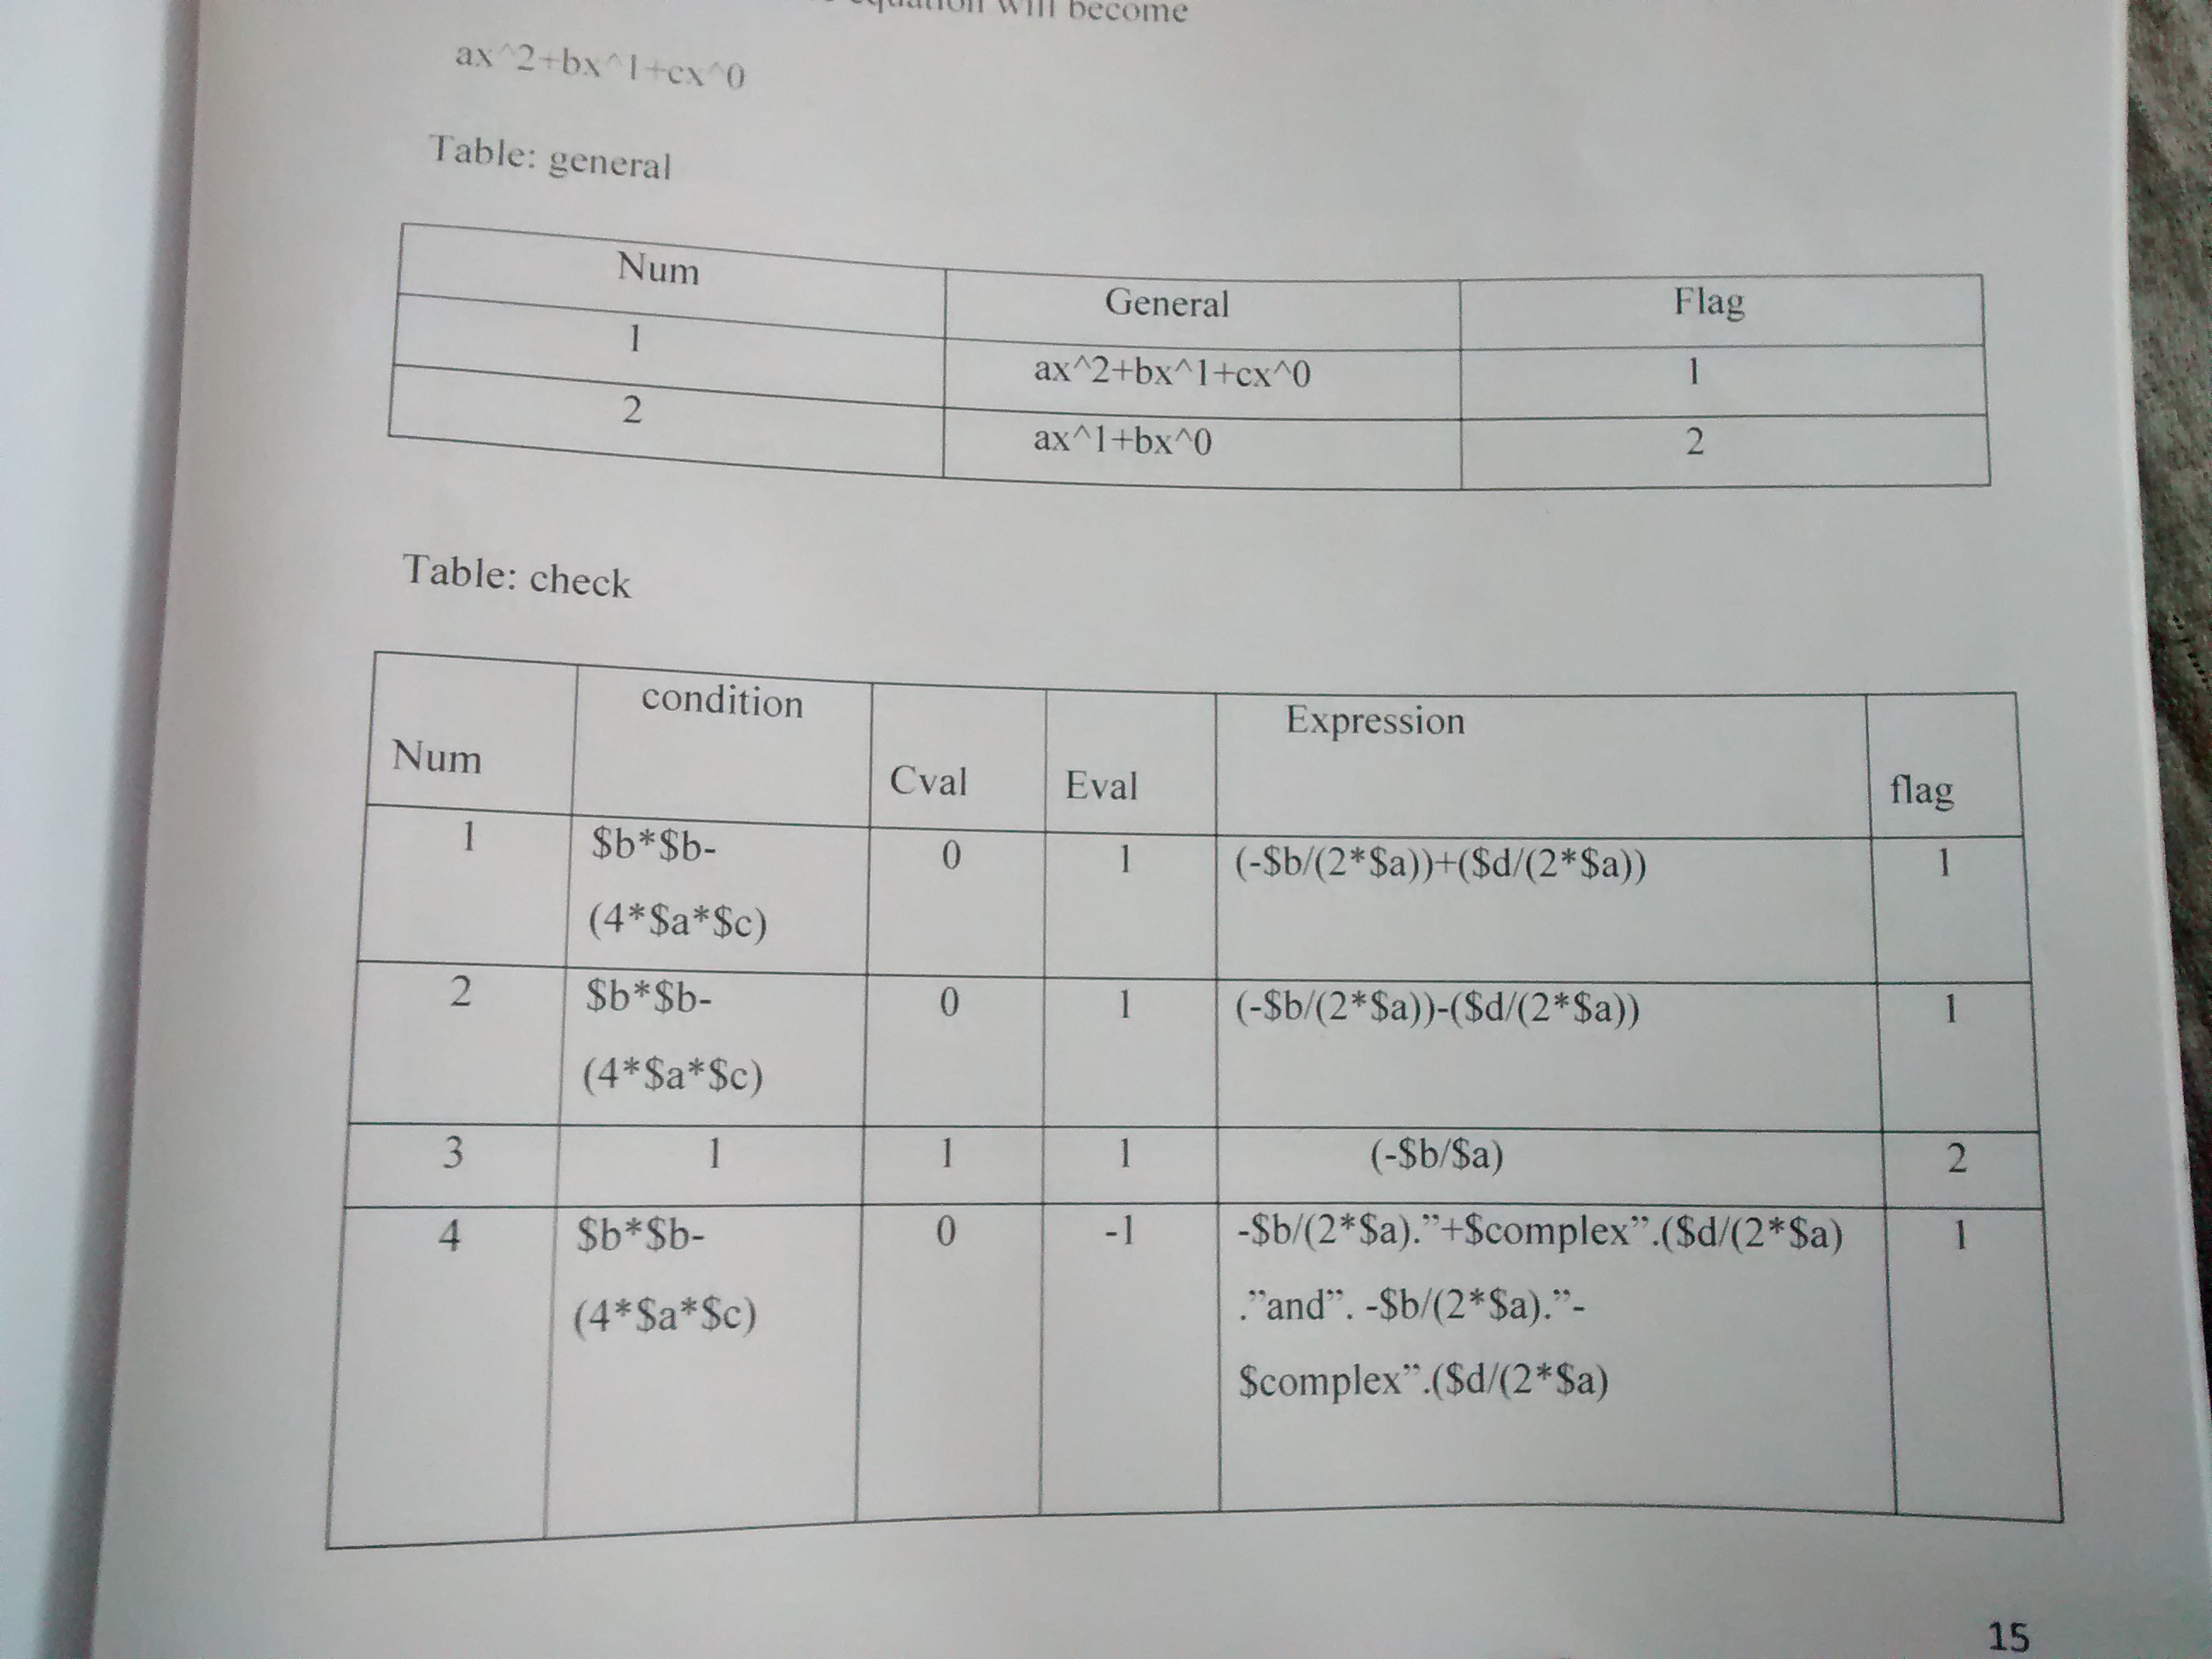 equation will become
ax^2+bx^1+cx^0
Table: general
Num General Flag
1 ax^2+bx^1+cx^0 1
2 ax^1+bx^0 2
Table: check
Num condition Cval Eval Expression flag
1 $b*$b- 0 1 (-$b/(2*$a))+($d/(2*$a)) 1
(4*$a*$c)
2 $b*$b- 0 1 (-$b/(2*$a))-($d/(2*$a)) 1
(4*$a*$c)
3 1 1 1 (-$b/$a) 2
4 $b*$b- 0 -1 -$b/(2*$a).”+$complex”.($d/(2*$a) 1
(4*$a*$c) .”and”. -$b/(2*$a).”-
$complex”.($d/(2*$a)
15